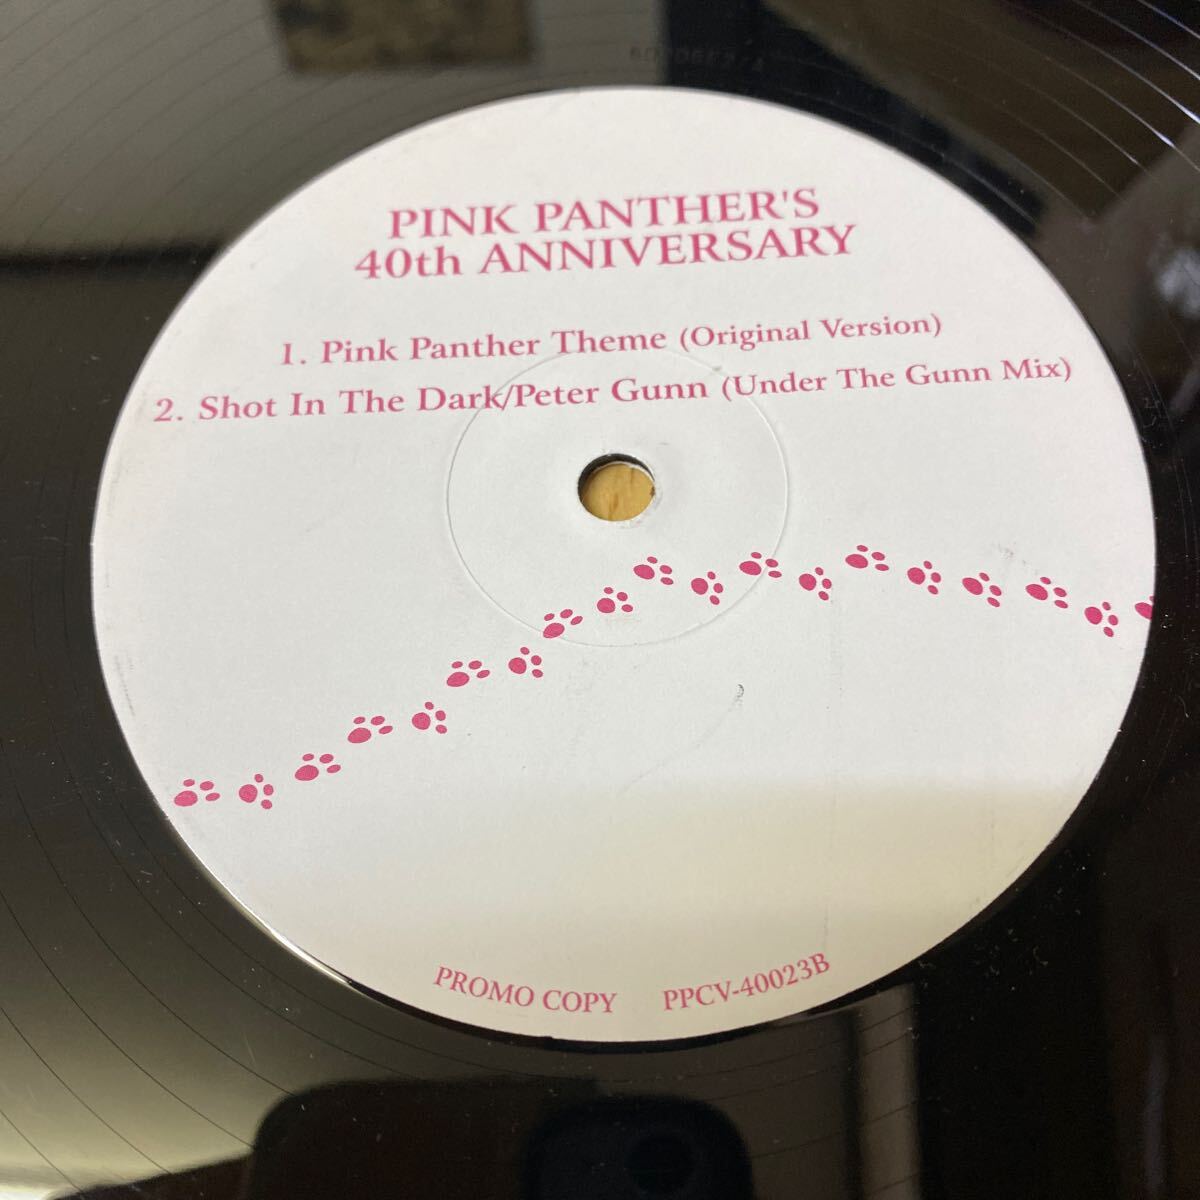 PINK PANTHER'S
40th ANNIVERSARY
1. Pink Panther Theme (Original Version)
2. Shot In The Dark/Peter Gunn (Under The Gunn Mix)
PROMO COPY PPCV-40023B